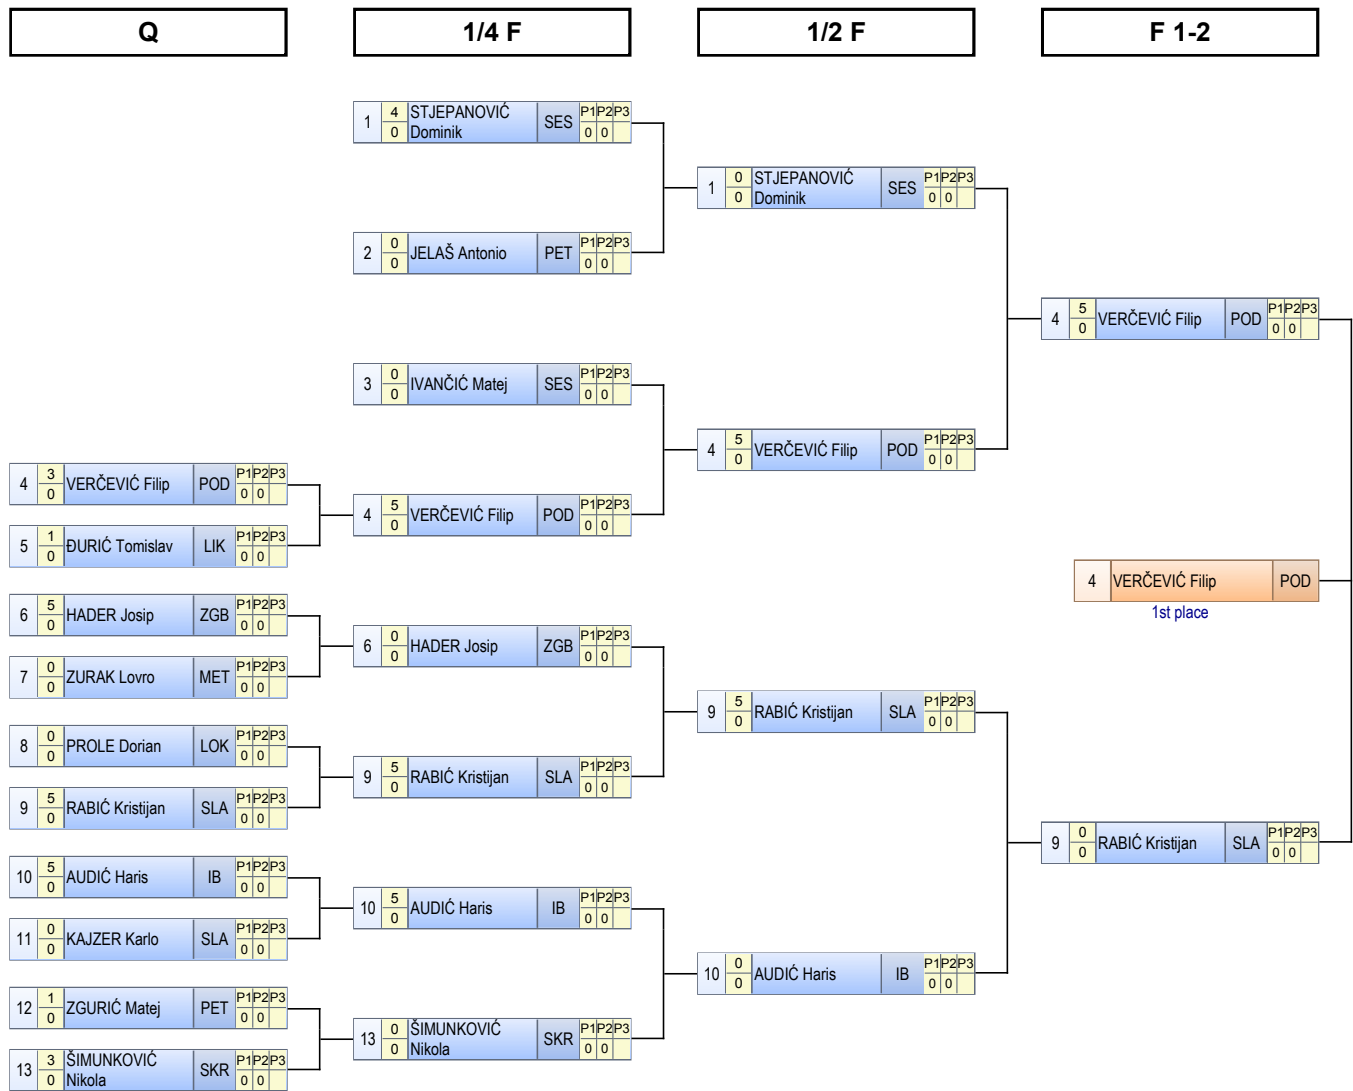 Q
1/4 F
1/2 F
F 1-2
1 4 STJEPANOVIĆ SES P1 P2 P3
0 Dominik 0 0
1 0 STJEPANOVIĆ SES P1 P2 P3
0 Dominik 0 0
2 0 JELAŠ Antonio PET P1 P2 P3
0 0 0
4 5 VERČEVIĆ Filip POD P1 P2 P3
0 0 0
3 0 IVANČIĆ Matej SES P1 P2 P3
0 0 0
4 5 VERČEVIĆ Filip POD P1 P2 P3
0 0 0
4 3 VERČEVIĆ Filip POD P1 P2 P3
0 0 0
4 5 VERČEVIĆ Filip POD P1 P2 P3
0 0 0
5 1 ĐURIĆ Tomislav LIK P1 P2 P3
0 0 0
4 VERČEVIĆ Filip POD
1st place
6 5 HADER Josip ZGB P1 P2 P3
0 0 0
6 0 HADER Josip ZGB P1 P2 P3
0 0 0
7 0 ZURAK Lovro MET P1 P2 P3
0 0 0
9 5 RABIĆ Kristijan SLA P1 P2 P3
0 0 0
8 0 PROLE Dorian LOK P1 P2 P3
0 0 0
9 5 RABIĆ Kristijan SLA P1 P2 P3
0 0 0
9 5 RABIĆ Kristijan SLA P1 P2 P3
0 0 0
9 0 RABIĆ Kristijan SLA P1 P2 P3
0 0 0
10 5 AUDIĆ Haris IB P1 P2 P3
0 0 0
10 5 AUDIĆ Haris IB P1 P2 P3
0 0 0
11 0 KAJZER Karlo SLA P1 P2 P3
0 0 0
10 0 AUDIĆ Haris IB P1 P2 P3
0 0 0
12 1 ZGURIĆ Matej PET P1 P2 P3
0 0 0
13 0 ŠIMUNKOVIĆ SKR P1 P2 P3
0 Nikola 0 0
13 3 ŠIMUNKOVIĆ SKR P1 P2 P3
0 Nikola 0 0